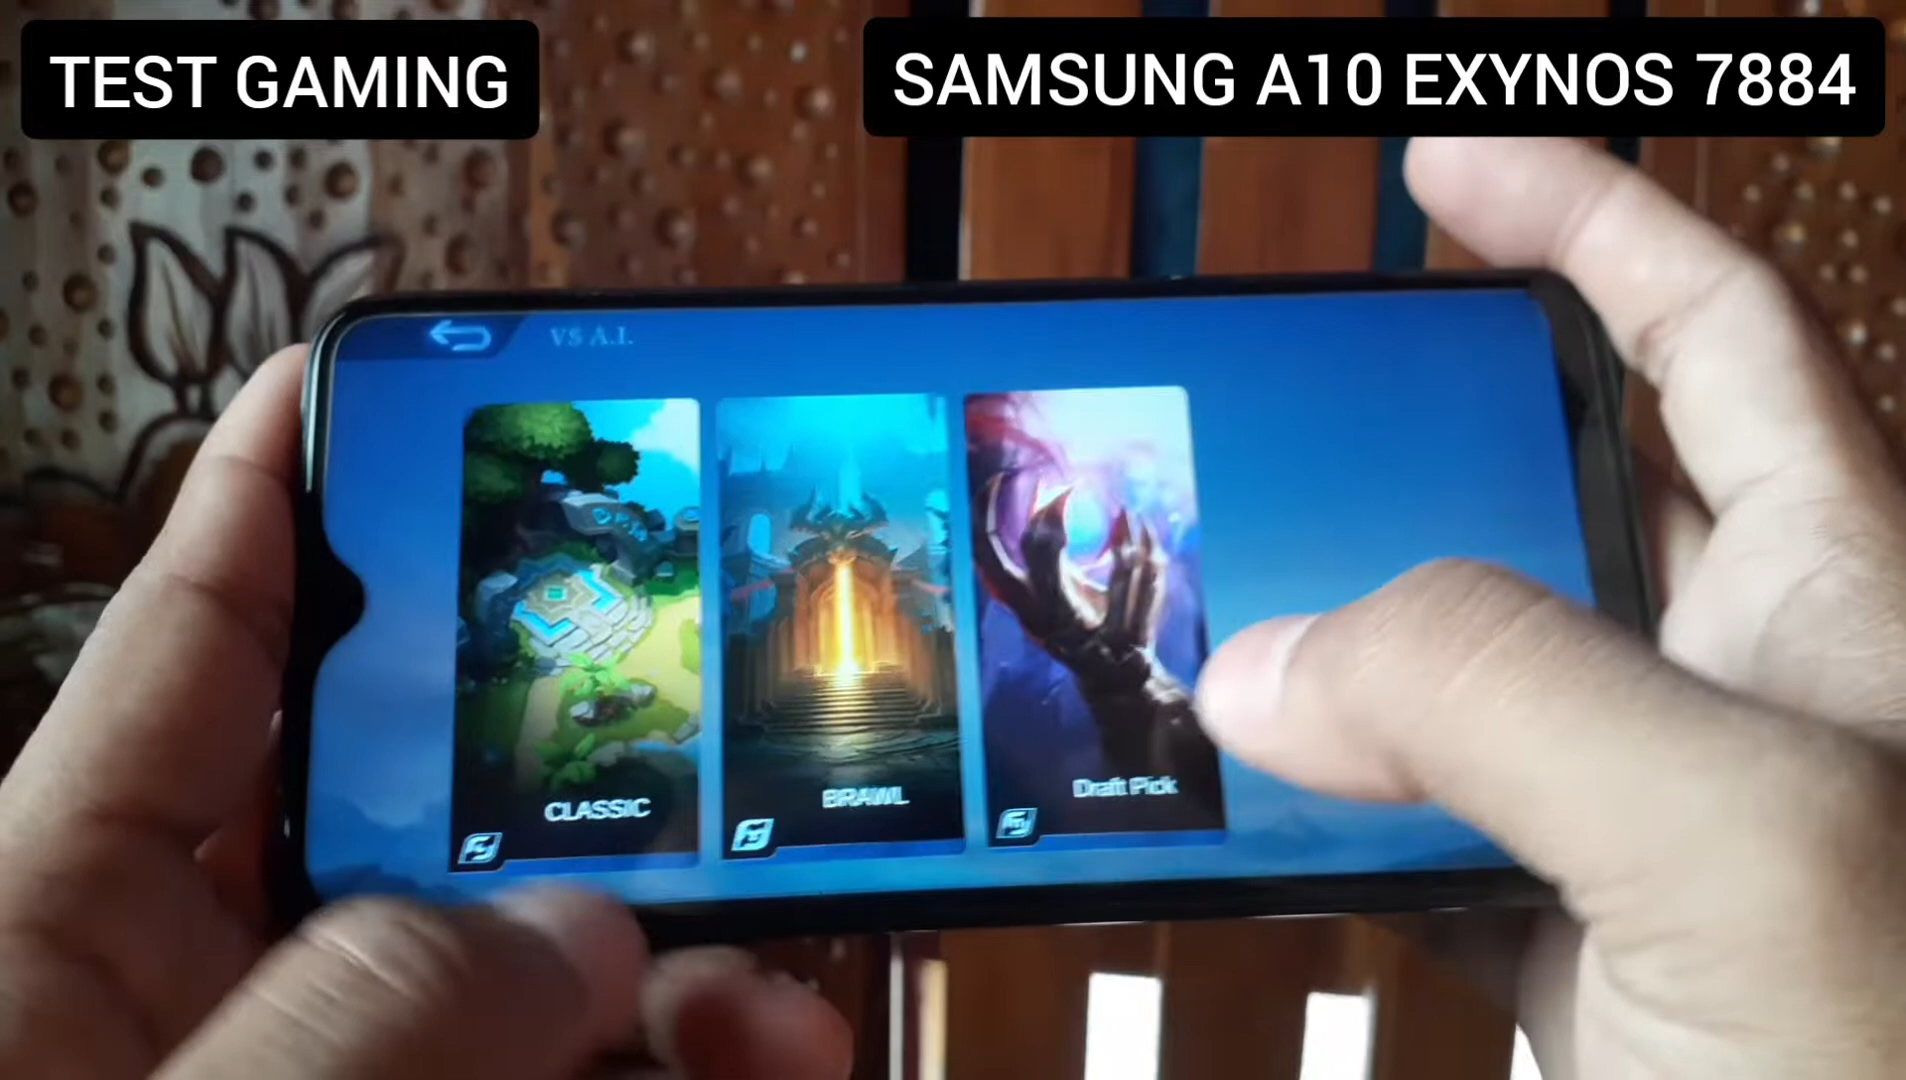 TEST GAMING
SAMSUNG A10 EXYNOS 7884
VS A.I.
CLASSIC
BRAWL
Draft Pick